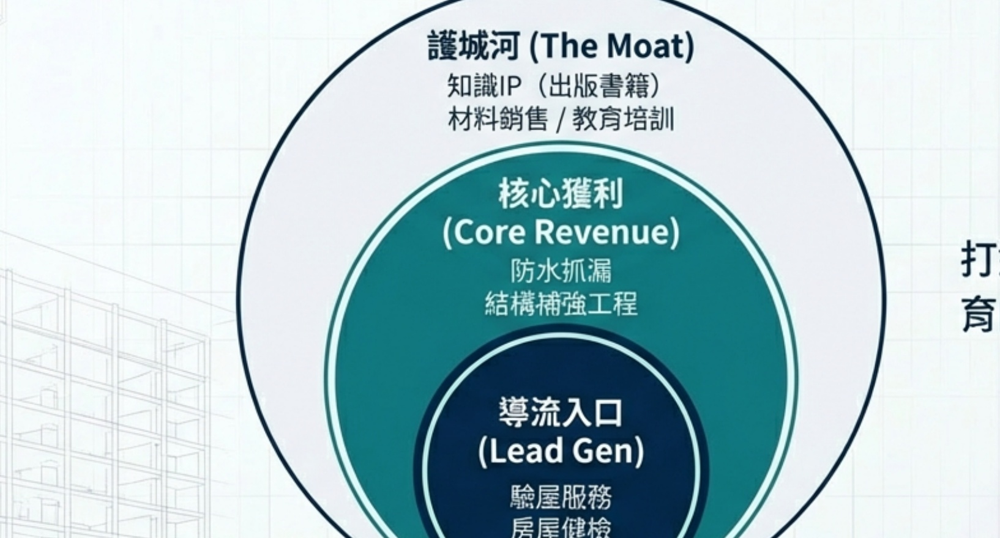 護城河 (The Moat)
知識IP（出版書籍）
材料銷售 / 教育培訓
核心獲利
(Core Revenue)
防水抓漏
結構補強工程
導流入口
(Lead Gen)
驗屋服務
房屋健檢
打
育